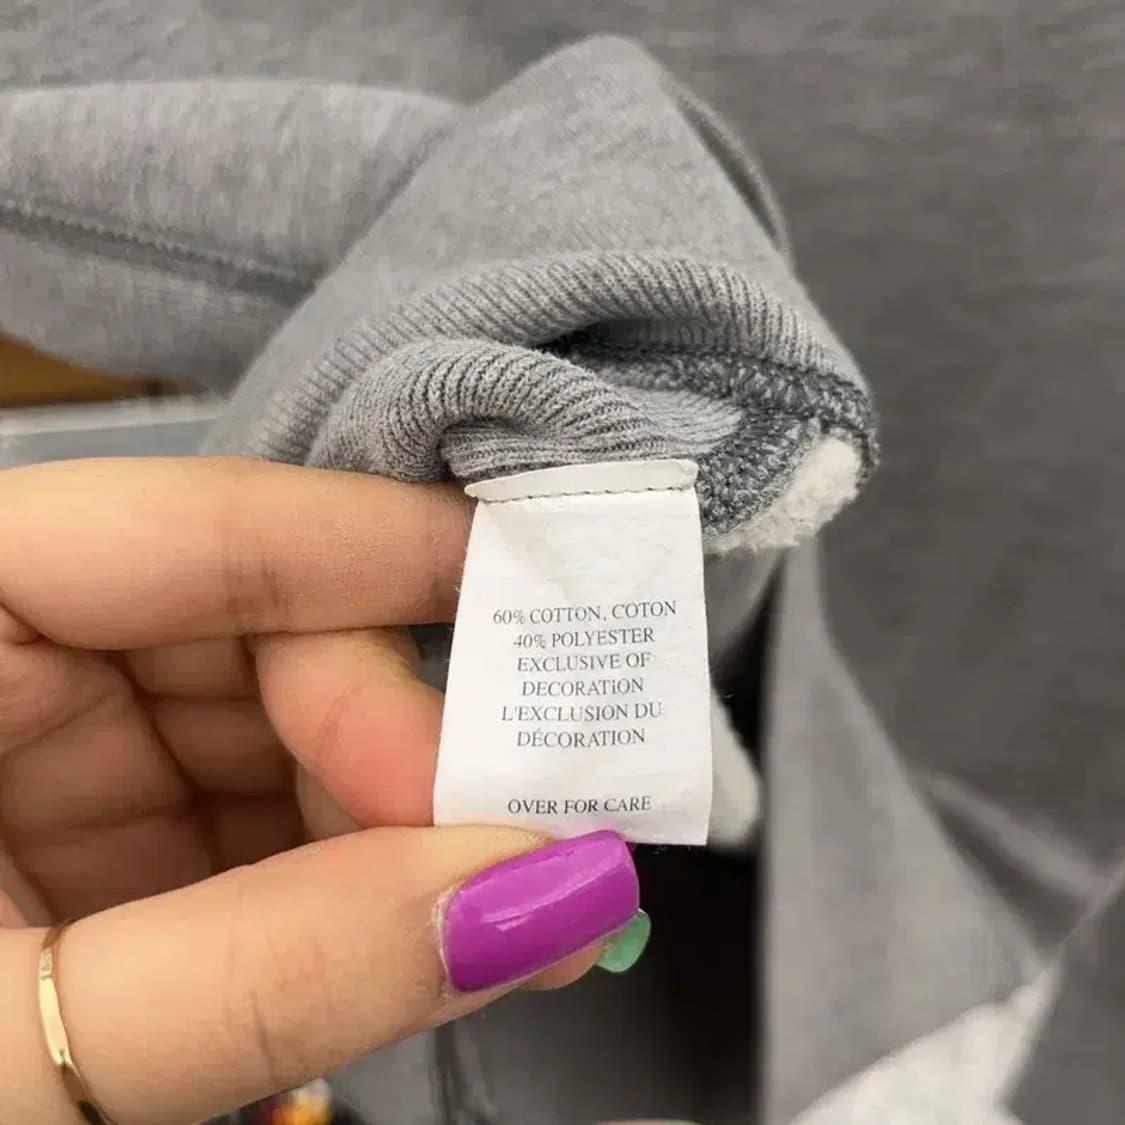 60% COTTON, COTON
40% POLYESTER
EXCLUSIVE OF
DECORATION
L'EXCLUSION DU
DÉCORATION
OVER FOR CARE